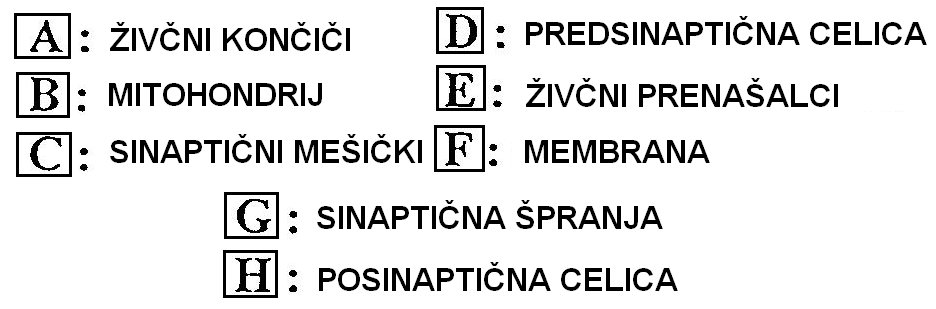 A: ŽIVČNI KONČIČI
D: PREDSINAPTIČNA CELICA
B: MITOHONDRIJ
E: ŽIVČNI PRENAŠALCI
C: SINAPTIČNI MEŠIČKI
F: MEMBRANA
G: SINAPTIČNA ŠPRANJA
H: POSINAPTIČNA CELICA